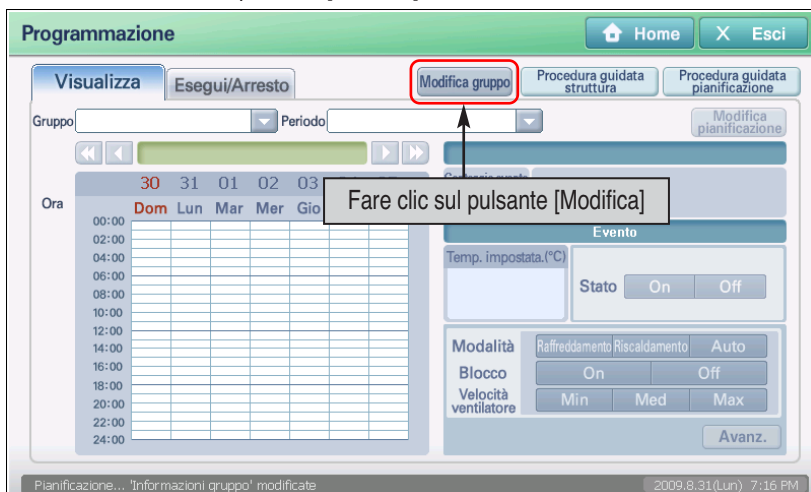 Programmazione
Home
X Esci
Visualizza
Esegui/Arresto
Modifica gruppo
Procedura guidata struttura
Procedura guidata pianificazione
Gruppo
Periodo
Modifica pianificazione
30 31 01 02 03
Ora
Dom Lun Mar Mer Gio
Fare clic sul pulsante [Modifica]
00:00
02:00
04:00
06:00
08:00
10:00
12:00
14:00
16:00
18:00
20:00
22:00
24:00
Evento
Temp. impostata.(°C)
Stato On Off
Modalità Raffreddamento Riscaldamento Auto
Blocco On Off
Velocità ventilatore Min Med Max
Avanz.
Pianificazione... 'Informazioni gruppo' modificate
2009.8.31(Lun) 7:16 PM